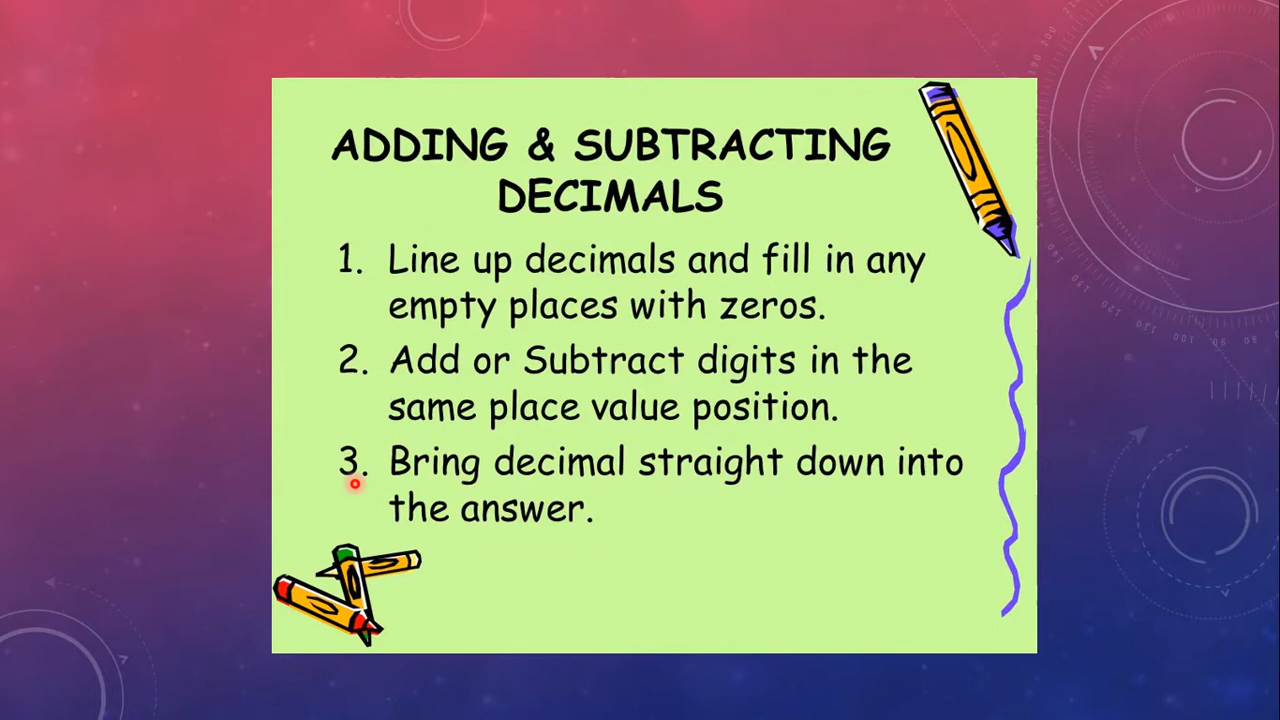 ADDING & SUBTRACTING
DECIMALS
1. Line up decimals and fill in any
empty places with zeros.
2. Add or Subtract digits in the
same place value position.
3. Bring decimal straight down into
the answer.